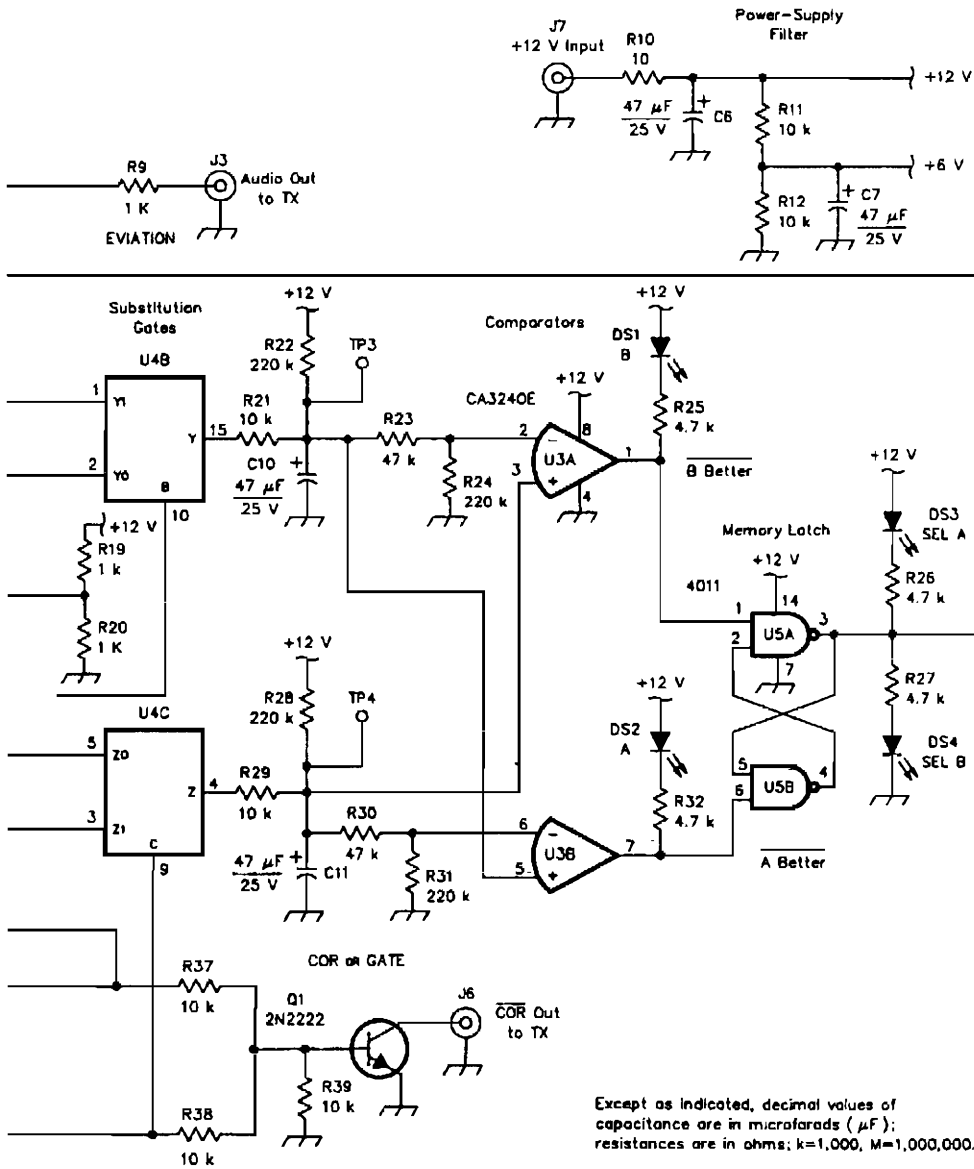 Power-Supply
Filter
J7
+12 V Input
R10
10
+12 V
47 µF
25 V
+
C6
R11
10 k
+6 V
R12
10k
+
C7
47 µF
25 V
R9
1 K
J3
Audio Out
to TX
EVIATION
Substitution
Gates
U4B
1
Y1
2
Y0
Y
15
B
10
R21
10 k
+12 V
R22
220 k
TP3
C10
+
47 µF
25 V
R23
47 k
R24
220 k
Comparators
CA3240E
+12 V
8
2
-
3
+
U3A
1
4
+12 V
DS1
B
R25
4.7 k
B Better
+12 V
R19
1 k
R20
1 K
Memory Latch
4011
+12 V
14
1
2
U5A
3
7
DS3
SEL A
R26
4.7 k
+12 V
R27
4.7 k
DS4
SEL B
5
6
U5B
4
U4C
5
Z0
3
Z1
Z
4
C
9
R29
10 k
+12 V
R28
220 k
TP4
47 µF
25 V
+
C11
R30
47 k
R31
220 k
6
-
5
+
U3B
7
+12 V
DS2
A
R32
4.7 k
A Better
COR or GATE
R37
10 k
R38
10 k
R39
10 k
Q1
2N2222
J6
COR Out
to TX
Except as indicated, decimal values of
capacitance are in microfarads ( µF );
resistances are in ohms; k=1,000, M=1,000,000.